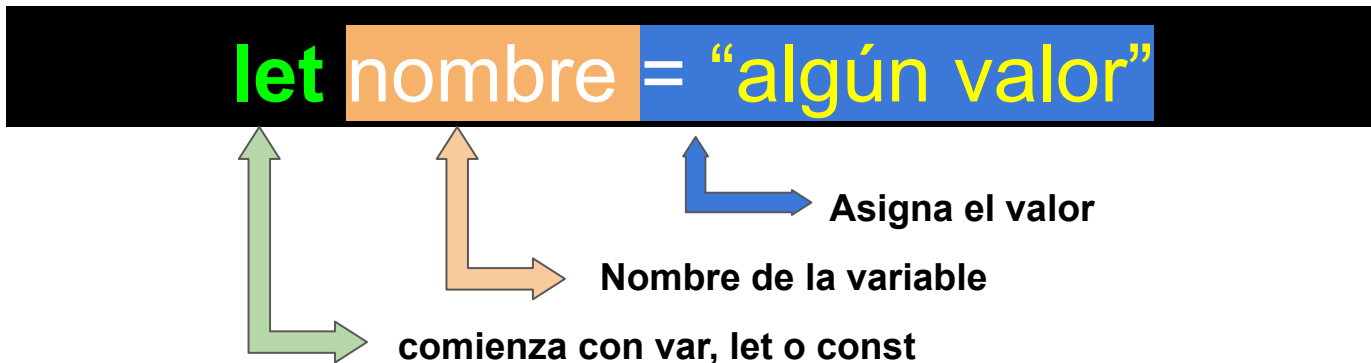 let nombre = “algún valor”
Asigna el valor
Nombre de la variable
comienza con var, let o const